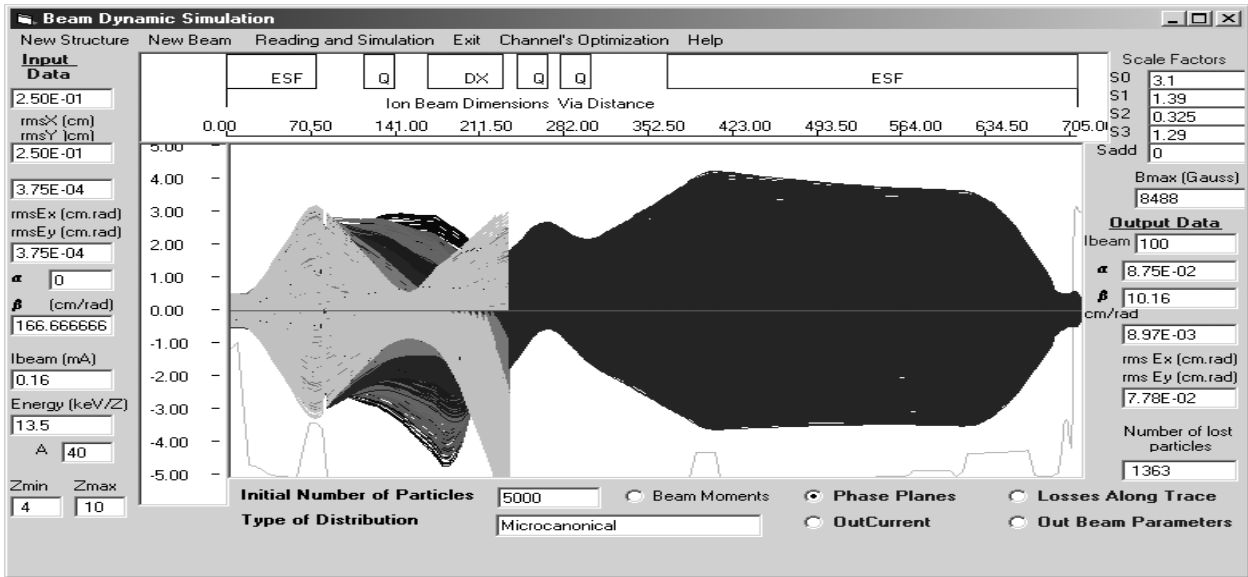 Beam Dynamic Simulation
New Structure New Beam Reading and Simulation Exit Channel's Optimization Help
Input Data
2.50E-01
rmsX (cm)
rmsY (cm)
2.50E-01
3.75E-04
rmsEx (cm.rad)
rmsEy (cm.rad)
3.75E-04
α 0
β (cm/rad)
166.666666
Ibeam (mA)
0.16
Energy (keV/Z)
13.5
A 40
Zmin Zmax
4 10
ESF Q DX Q Q ESF
Ion Beam Dimensions Via Distance
0.00 70.50 141.00 211.50 282.00 352.50 423.00 493.50 564.00 634.50 705.0
5.00
4.00
3.00
2.00
1.00
0.00
-1.00
-2.00
-3.00
-4.00
-5.00
Scale Factors
S0 3.1
S1 1.39
S2 0.325
S3 1.29
Sadd 0
Bmax (Gauss)
8488
Output Data
Ibeam 100
α 8.75E-02
β 10.16
cm/rad
8.97E-03
rms Ex (cm.rad)
rms Ey (cm.rad)
7.78E-02
Number of lost particles
1363
Initial Number of Particles 5000 Beam Moments Phase Planes Losses Along Trace
Type of Distribution Microcanonical OutCurrent Out Beam Parameters